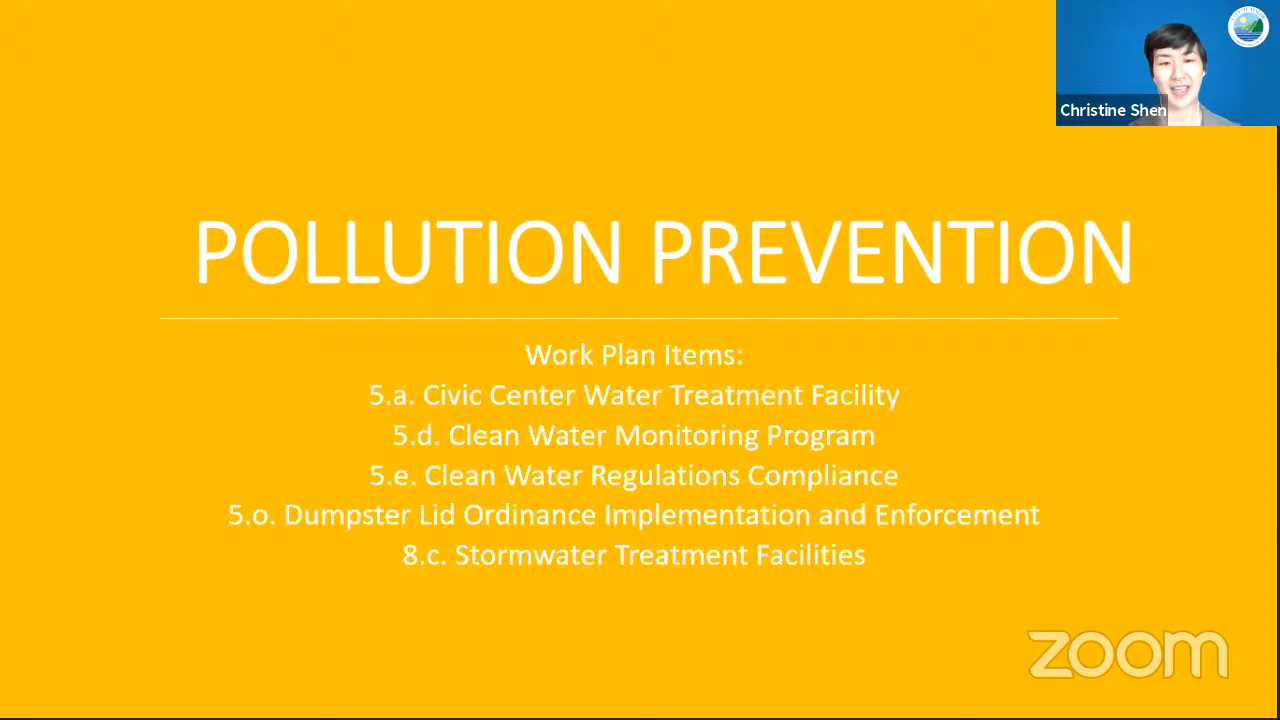 Christine Shen
POLLUTION PREVENTION
Work Plan Items:
5.a. Civic Center Water Treatment Facility
5.d. Clean Water Monitoring Program
5.e. Clean Water Regulations Compliance
5.o. Dumpster Lid Ordinance Implementation and Enforcement
8.c. Stormwater Treatment Facilities
zoom